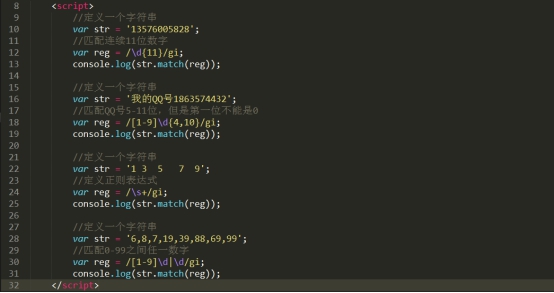 8 <script>
9 //定义一个字符串
10 var str = '13576005828';
11 //匹配连续11位数字
12 var reg = /\d{11}/gi;
13 console.log(str.match(reg));
14
15 //定义一个字符串
16 var str = '我的QQ号1863574432';
17 //匹配QQ号5-11位，但是第一位不能是0
18 var reg = /[1-9]\d{4,10}/gi;
19 console.log(str.match(reg));
20
21 //定义一个字符串
22 var str = '1 3  5   7  9';
23 //定义正则表达式
24 var reg = /\s+/gi;
25 console.log(str.match(reg));
26
27 //定义一个字符串
28 var str = '6,8,7,19,39,88,69,99';
29 //匹配0-99之间任一数字
30 var reg = /[1-9]\d|\d/gi;
31 console.log(str.match(reg));
32 </script>